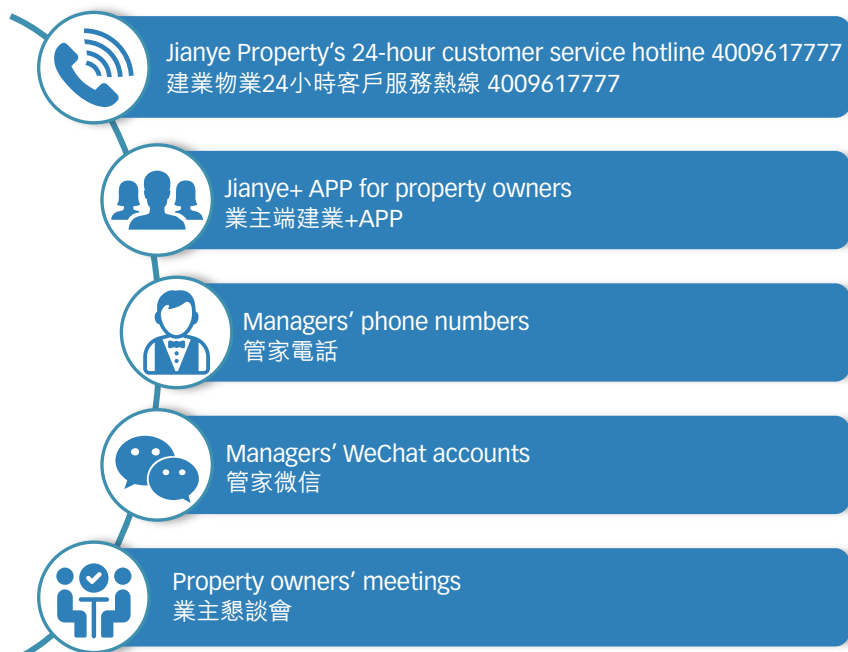 Jianye Property's 24-hour customer service hotline 4009617777
建業物業24小時客戶服務熱線 4009617777
Jianye+ APP for property owners
業主端建業+APP
Managers' phone numbers
管家電話
Managers' WeChat accounts
管家微信
Property owners' meetings
業主懇談會